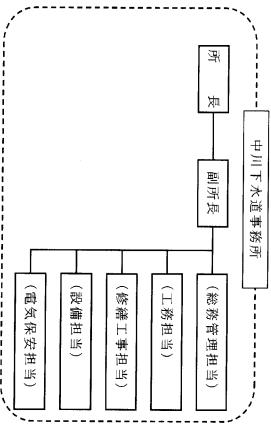 中川下水道事務所
所　長
副所長
（総務管理担当）
（工務担当）
（修繕工事担当）
（設備担当）
（電気保安担当）